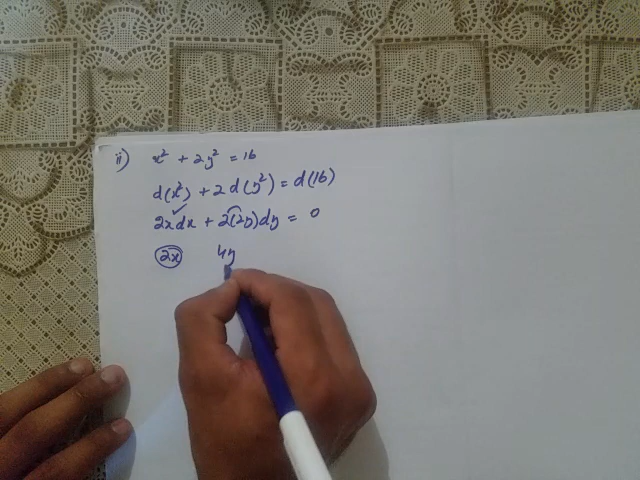 ii) x² + 2y² = 16
d(x²) + 2d(y²) = d(16)
2xdx + 2(2y)dy = 0
2x 4y